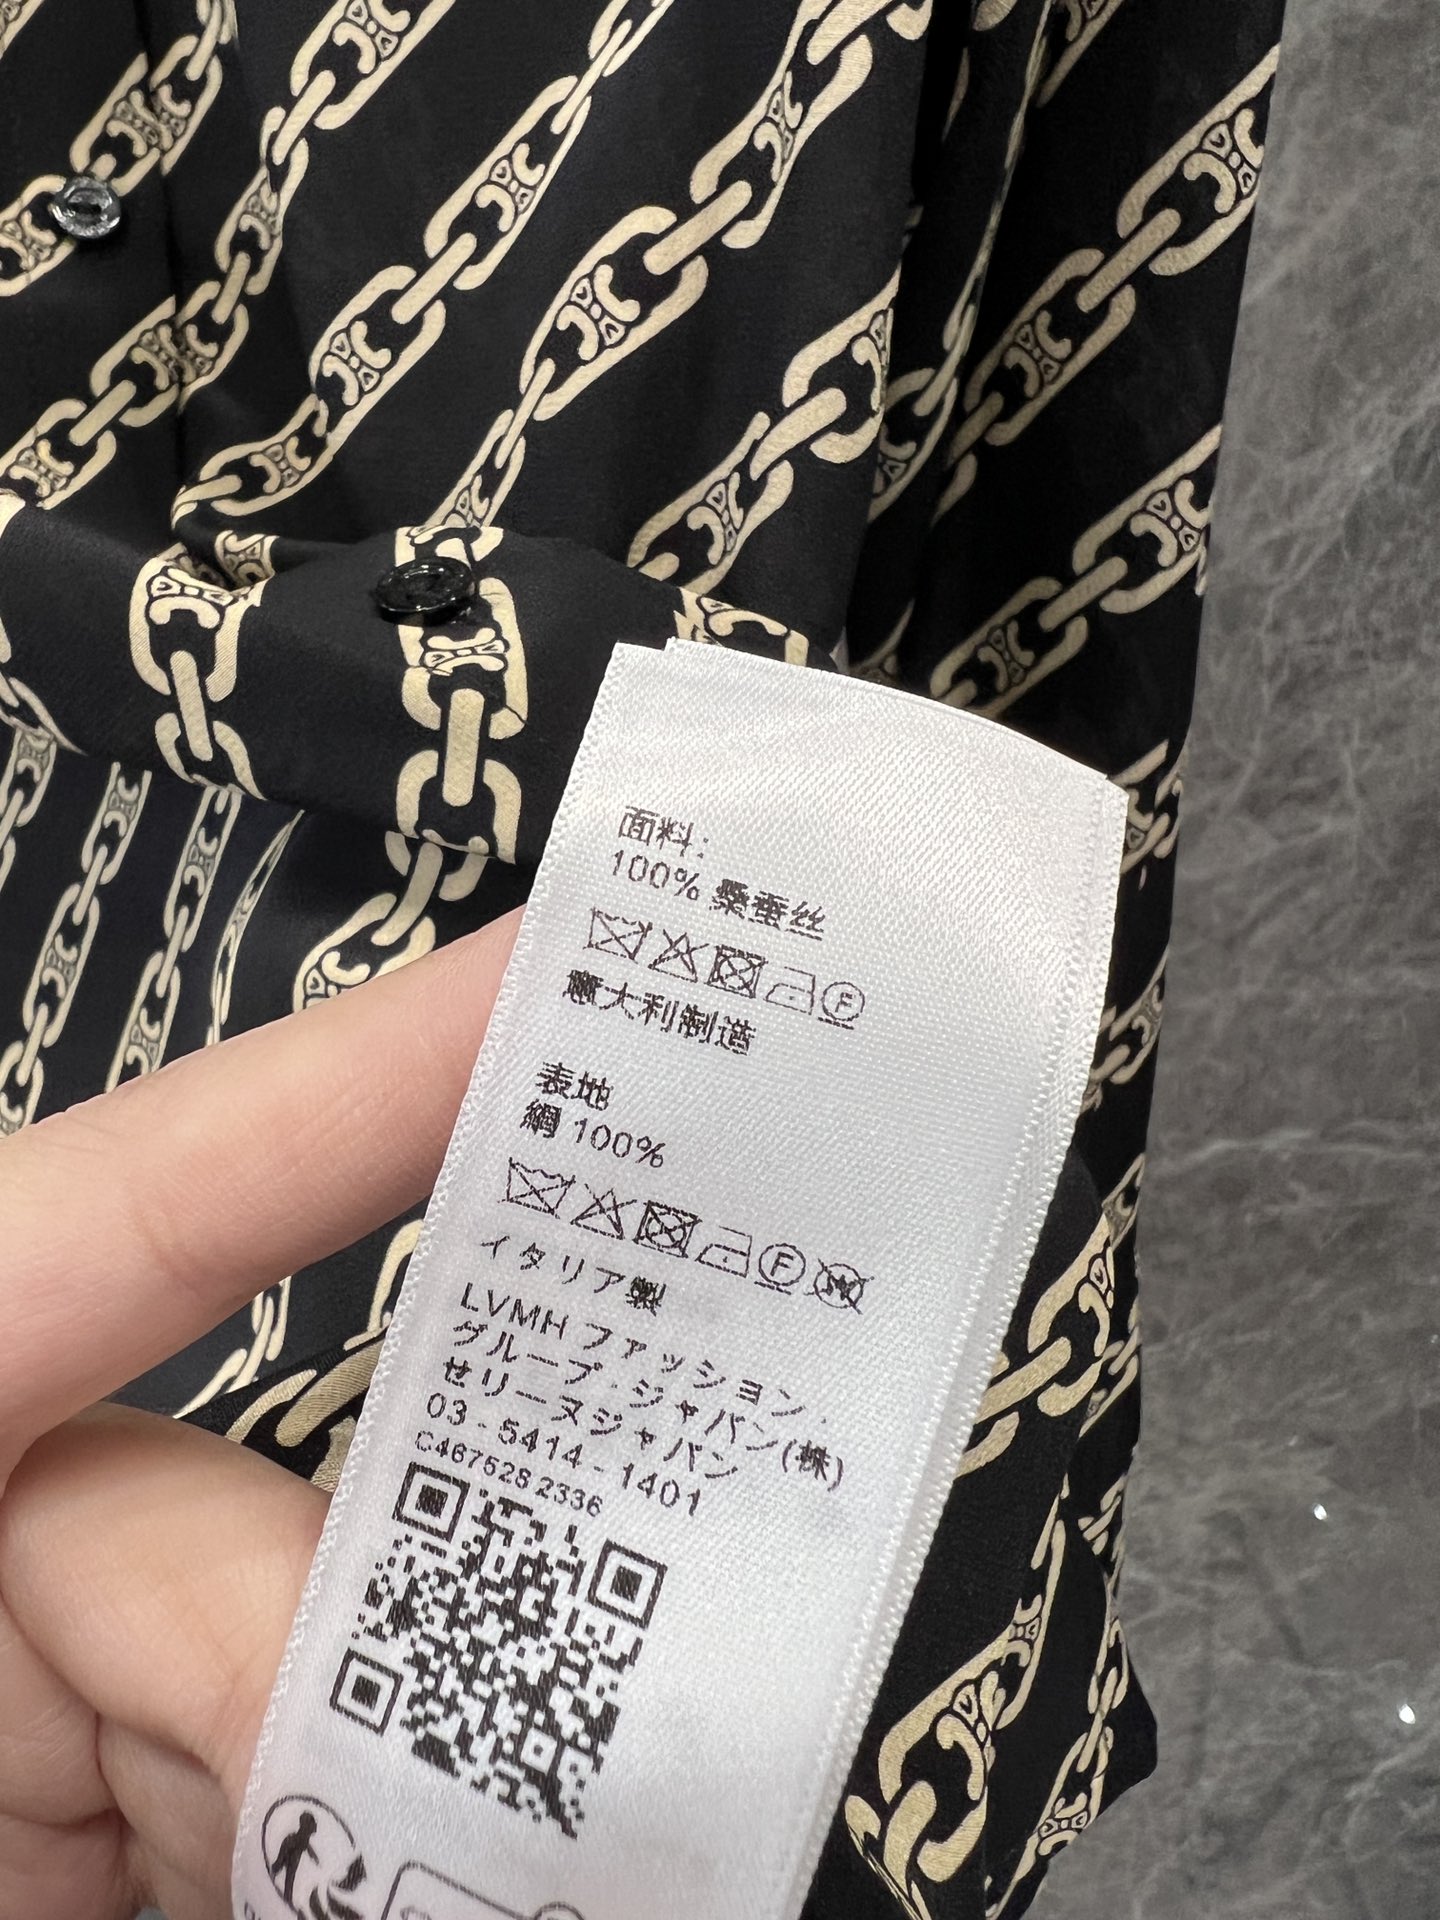 面料:
100% 桑蚕丝
F
意大利制造
表地
綢 100%
F W
イタリア製
LVMH ファッション.
グループ.ジャパン(株)
せリーヌジャパン
03-5414-1401
C467528 2336